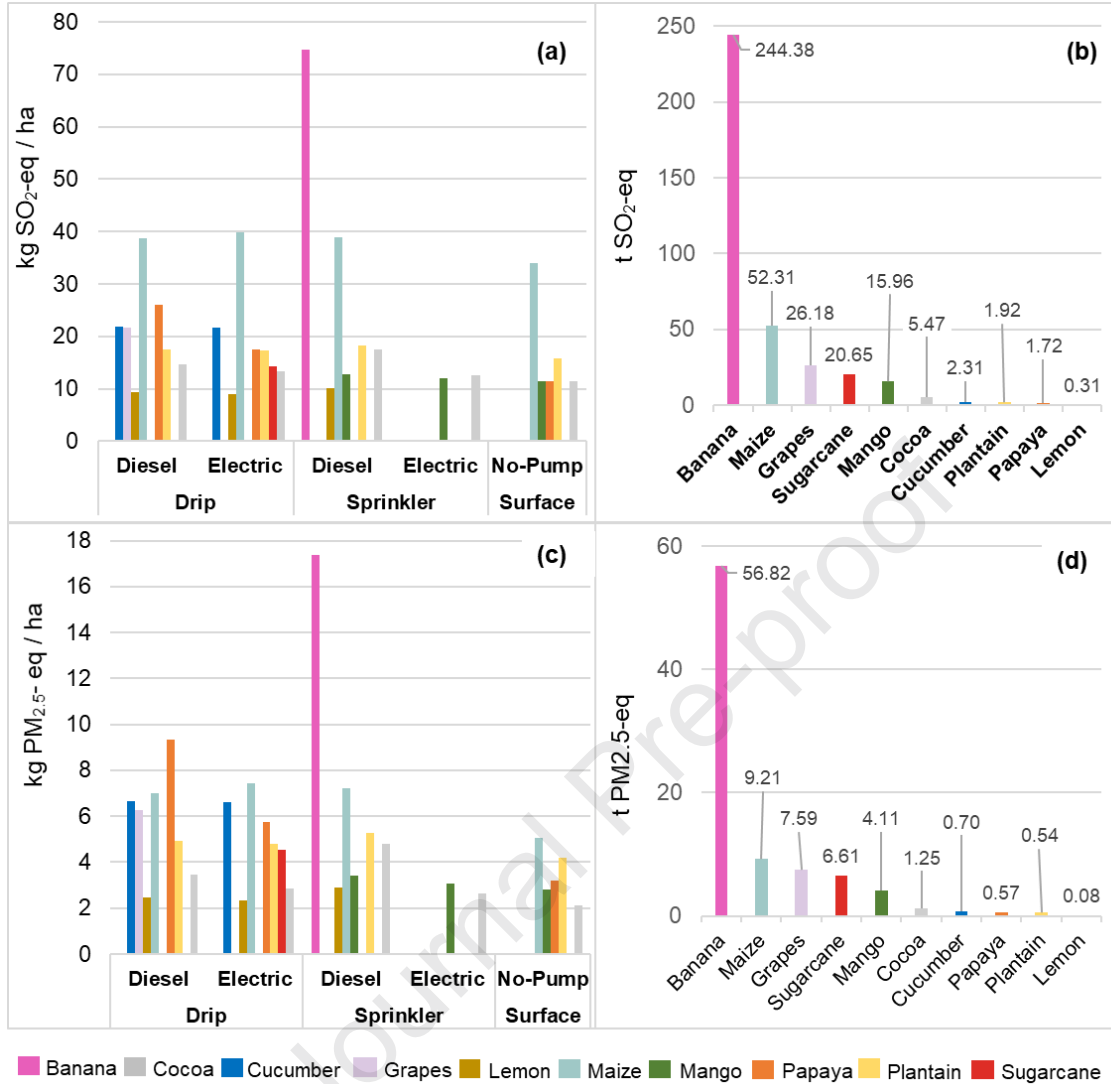 (a)
kg SO₂-eq / ha
80
70
60
50
40
30
20
10
0
Diesel Electric Diesel Electric No-Pump
Drip Sprinkler Surface
(b)
t SO₂-eq
250
200
150
100
50
0
244.38
52.31
26.18
20.65
15.96
5.47
2.31
1.92
1.72
0.31
Banana
Maize
Grapes
Sugarcane
Mango
Cocoa
Cucumber
Plantain
Papaya
Lemon
(c)
kg PM₂.₅- eq / ha
18
16
14
12
10
8
6
4
2
0
Diesel Electric Diesel Electric No-Pump
Drip Sprinkler Surface
(d)
t PM2.5-eq
60
40
20
0
56.82
9.21
7.59
6.61
4.11
1.25
0.70
0.57
0.54
0.08
Banana
Maize
Grapes
Sugarcane
Mango
Cocoa
Cucumber
Papaya
Plantain
Lemon
Banana Cocoa Cucumber Grapes Lemon Maize Mango Papaya Plantain Sugarcane
Journal Pre-proof